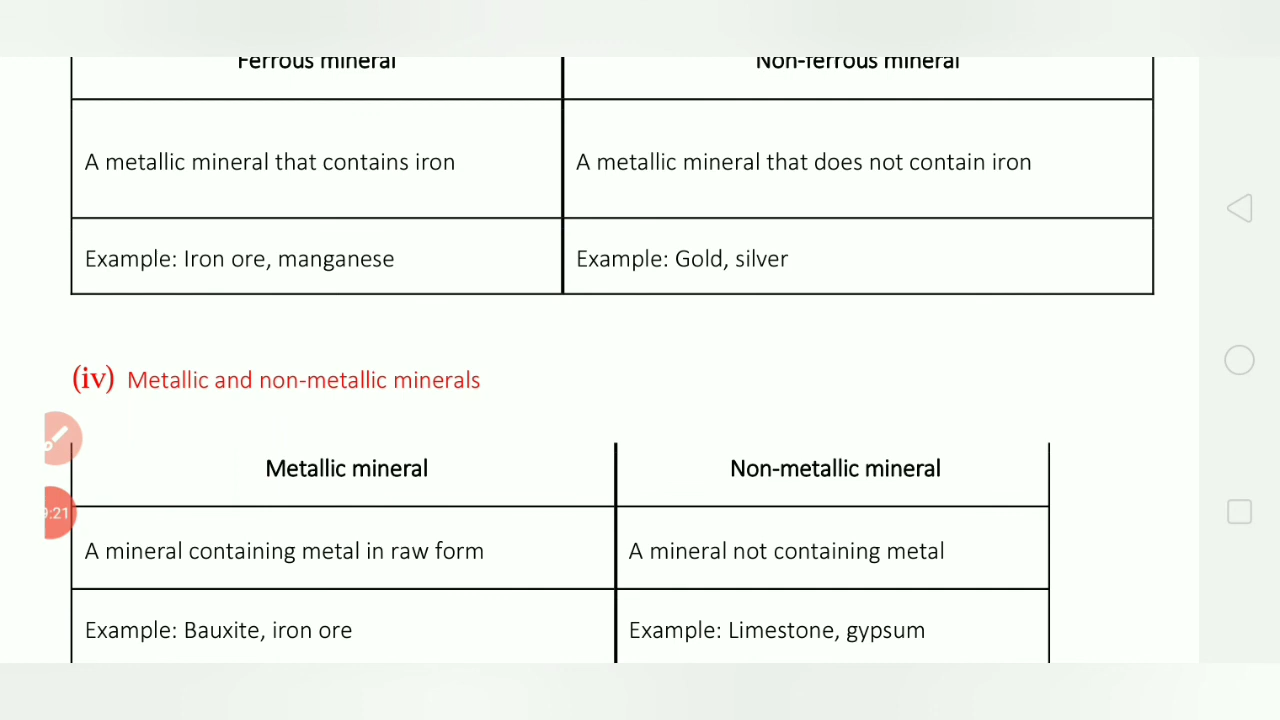 Ferrous mineral Non-ferrous mineral
A metallic mineral that contains iron A metallic mineral that does not contain iron
Example: Iron ore, manganese Example: Gold, silver
(iv) Metallic and non-metallic minerals
Metallic mineral Non-metallic mineral
:21
A mineral containing metal in raw form A mineral not containing metal
Example: Bauxite, iron ore Example: Limestone, gypsum